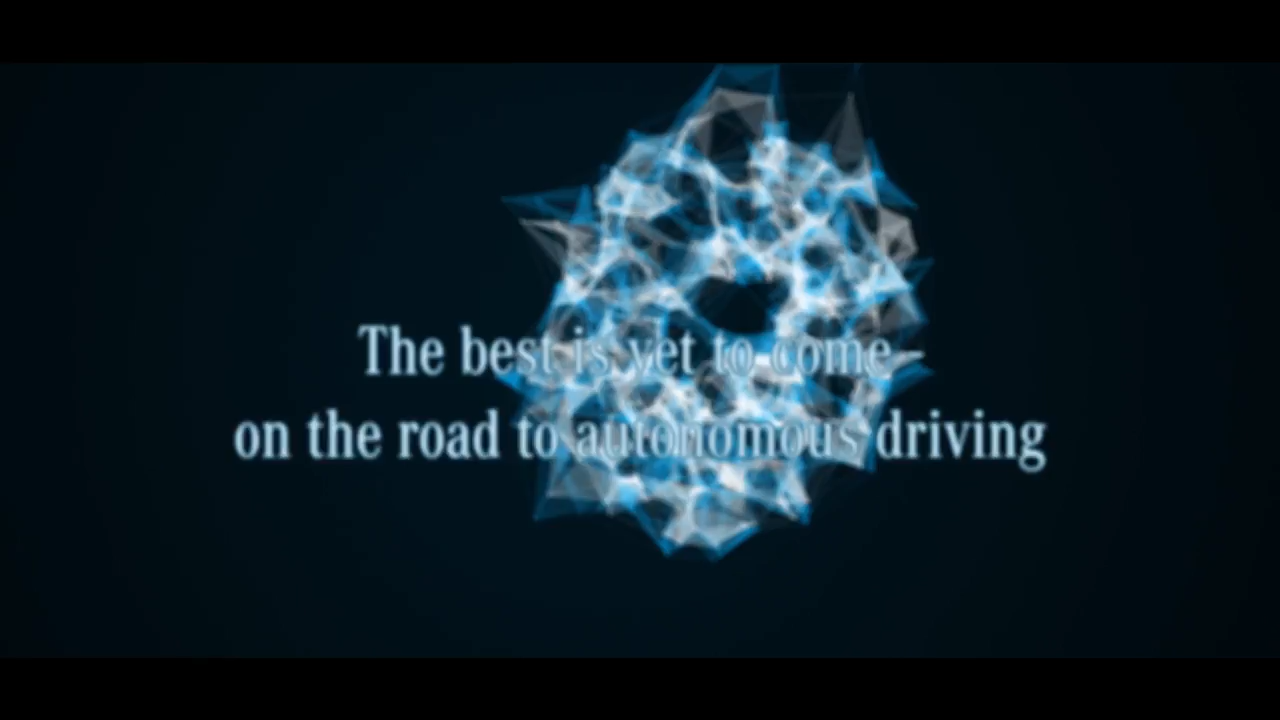 The best is yet to come –
on the road to autonomous driving